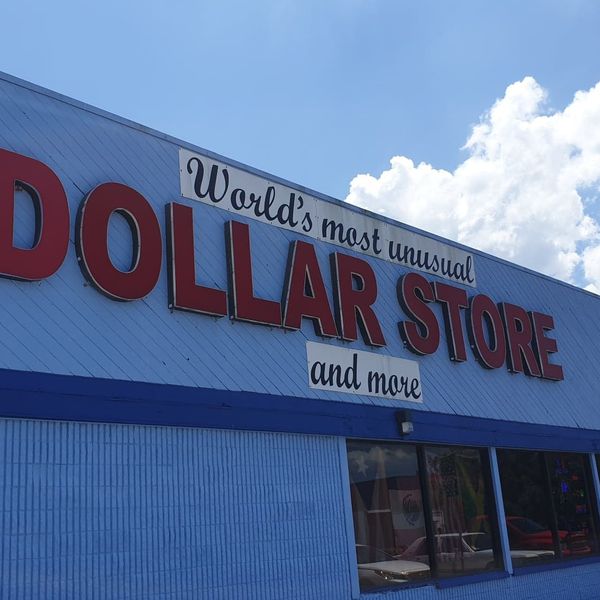 World's most unusual
DOLLAR STORE
and more